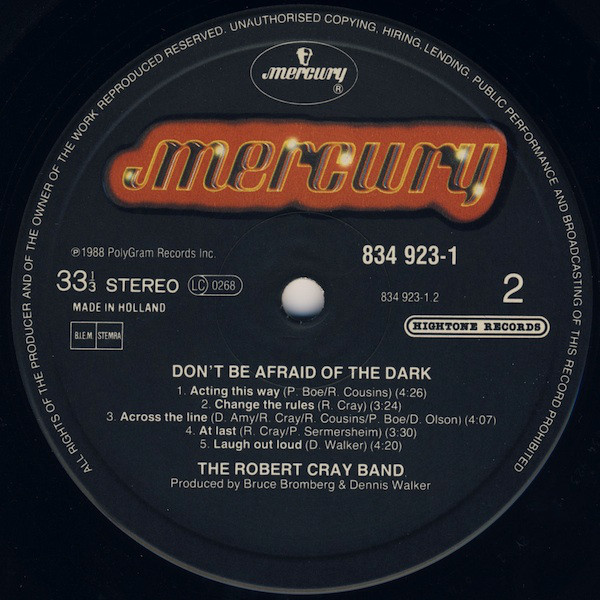 ALL RIGHTS OF THE PRODUCER AND OF THE OWNER OF THE WORK REPRODUCED RESERVED. UNAUTHORISED COPYING, HIRING, LENDING, PUBLIC PERFORMANCE AND BROADCASTING OF THIS RECORD PROHIBITED
mercury ®
mercury
℗1988 PolyGram Records Inc.
834 923-1
33 1/3 STEREO LC 0268
834 923-1.2
2
MADE IN HOLLAND
HIGHTONE RECORDS
B.I.E.M. STEMRA
DON'T BE AFRAID OF THE DARK
1. Acting this way (P. Boe/R. Cousins) (4:26)
2. Change the rules (R. Cray) (3:24)
3. Across the line (D. Amy/R. Cray/R. Cousins/P. Boe/D. Olson) (4:07)
4. At last (R. Cray/P. Sermersheim) (3:30)
5. Laugh out loud (D. Walker) (4:20)
THE ROBERT CRAY BAND
Produced by Bruce Bromberg & Dennis Walker